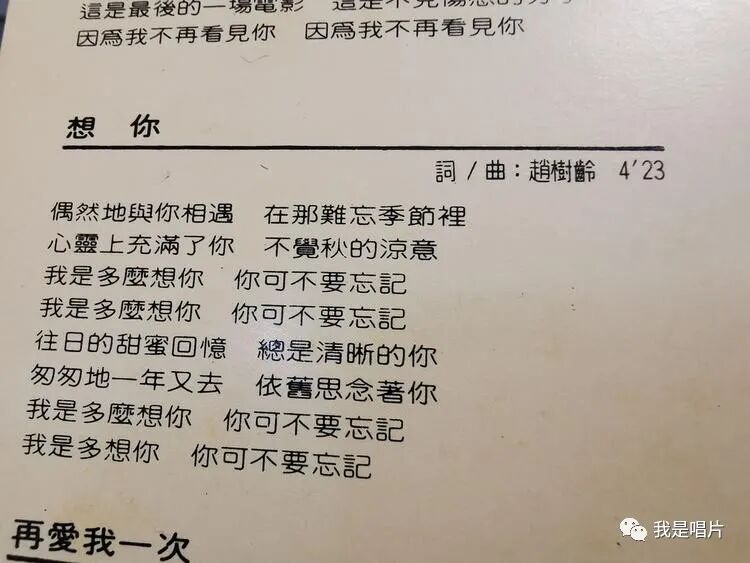 這是最後的一場電影　這是不見傷感的
因爲我不再看見你　因爲我不再看見你
想　你
詞／曲：趙樹齡　4′23
偶然地與你相遇　在那難忘季節裡
心靈上充滿了你　不覺秋的涼意
我是多麼想你　你可不要忘記
我是多麼想你　你可不要忘記
往日的甜蜜回憶　總是清晰的你
匆匆地一年又去　依舊思念著你
我是多麼想你　你可不要忘記
我是多想你　你可不要忘記
再愛我一次
我是唱片